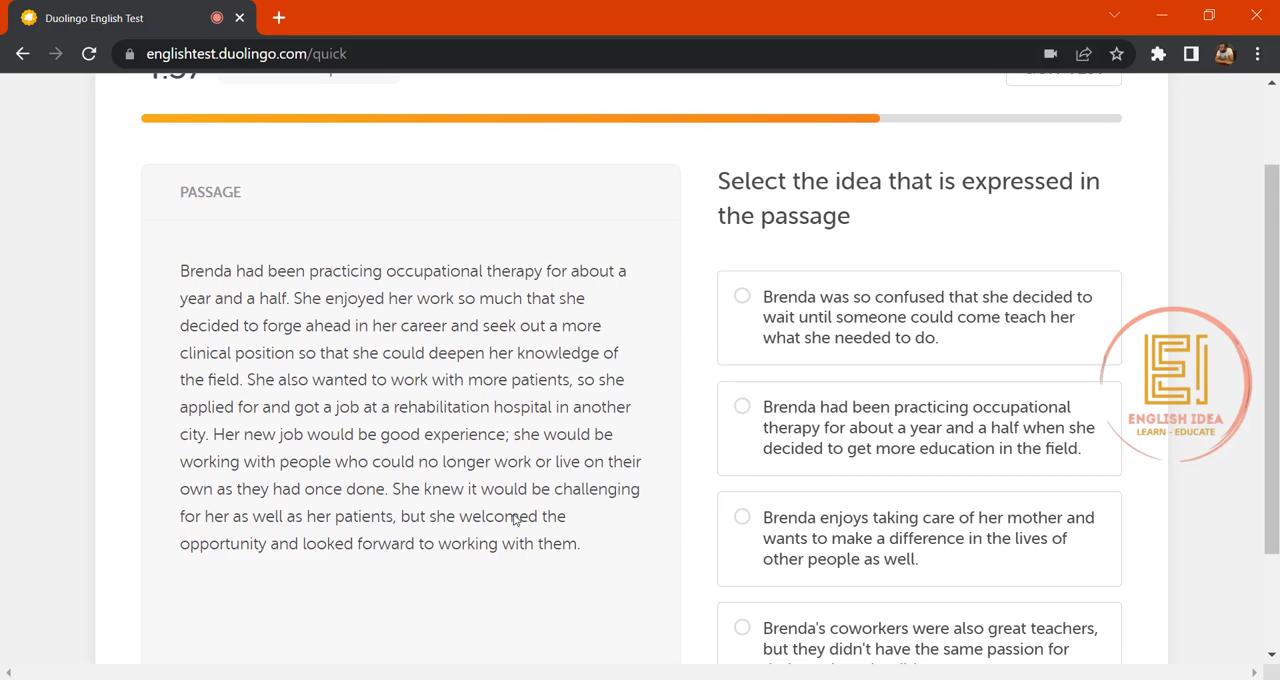 Duolingo English Test
englishtest.duolingo.com/quick
PASSAGE
Brenda had been practicing occupational therapy for about a
year and a half. She enjoyed her work so much that she
decided to forge ahead in her career and seek out a more
clinical position so that she could deepen her knowledge of
the field. She also wanted to work with more patients, so she
applied for and got a job at a rehabilitation hospital in another
city. Her new job would be good experience; she would be
working with people who could no longer work or live on their
own as they had once done. She knew it would be challenging
for her as well as her patients, but she welcomed the
opportunity and looked forward to working with them.
Select the idea that is expressed in
the passage
Brenda was so confused that she decided to
wait until someone could come teach her
what she needed to do.
Brenda had been practicing occupational
therapy for about a year and a half when she
decided to get more education in the field.
Brenda enjoys taking care of her mother and
wants to make a difference in the lives of
other people as well.
Brenda's coworkers were also great teachers,
but they didn't have the same passion for
ENGLISH IDEA
LEARN - EDUCATE